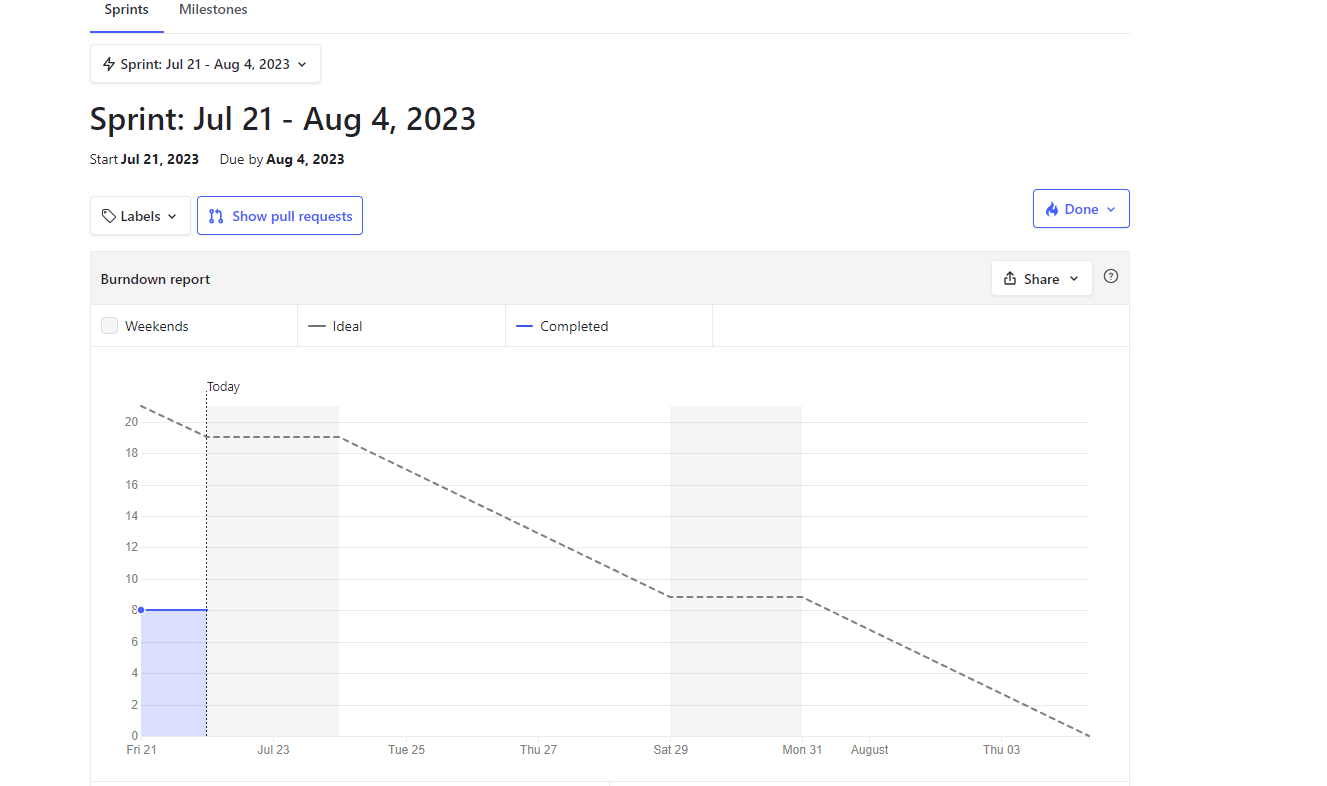 Sprints Milestones
Sprint: Jul 21 - Aug 4, 2023
Sprint: Jul 21 - Aug 4, 2023
Start Jul 21, 2023 Due by Aug 4, 2023
Labels Show pull requests Done
Burndown report Share
Weekends Ideal Completed
Today
20
18
16
14
12
10
8
6
4
2
0
Fri 21 Jul 23 Tue 25 Thu 27 Sat 29 Mon 31 August Thu 03